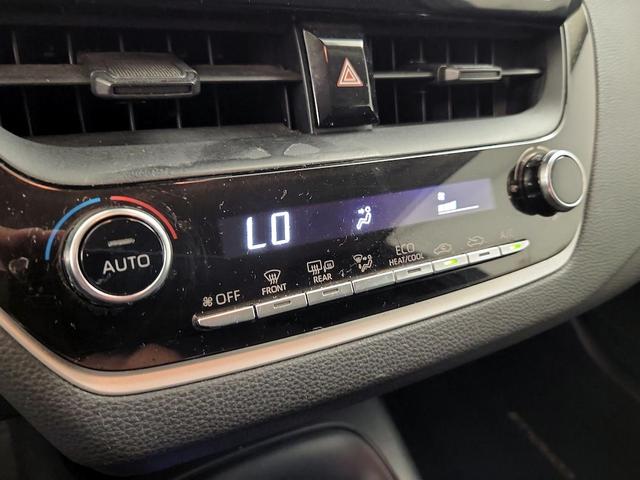 LO
AUTO
OFF
FRONT
REAR
ECO
HEAT/COOL
A/C